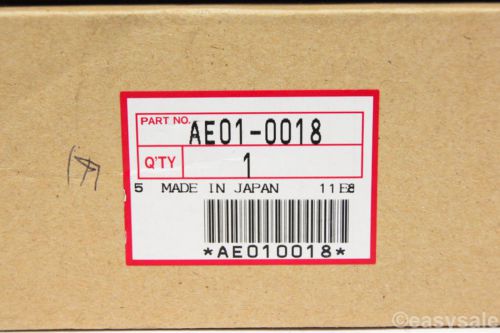 PART NO. AE01-0018
Q'TY 1
5 MADE IN JAPAN 11E8
*AE010018*
©easysale